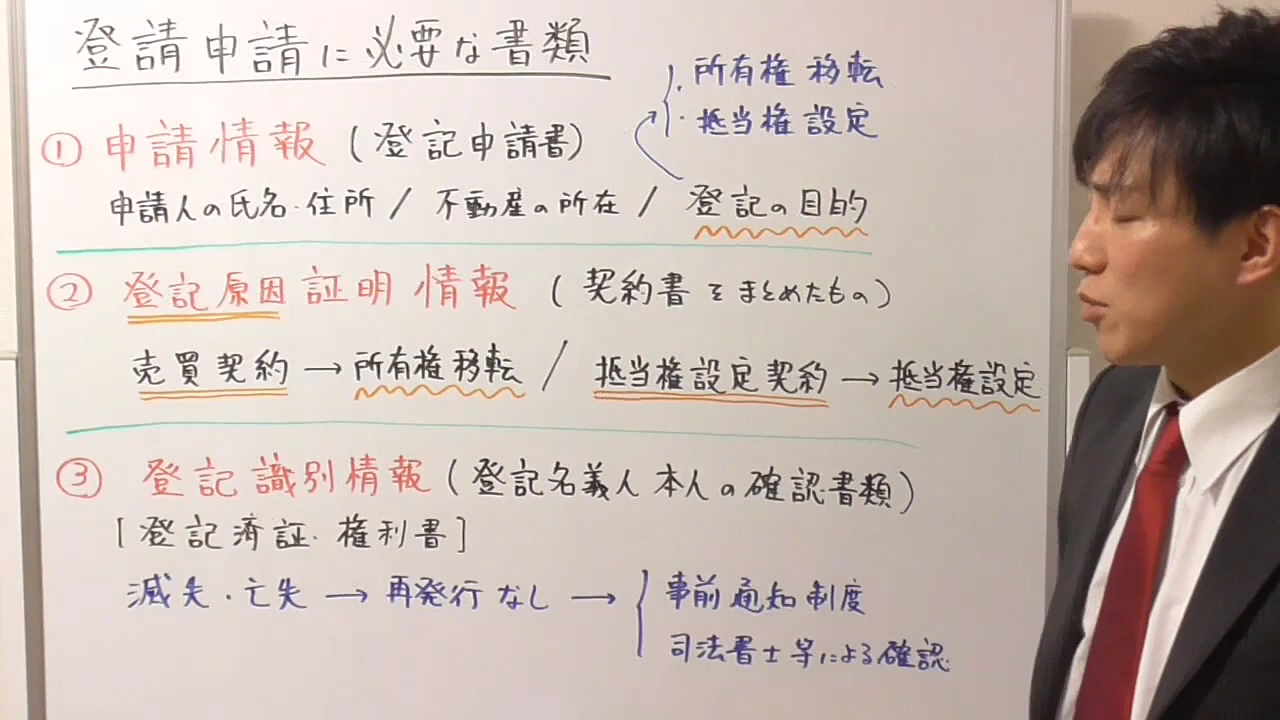 登請申請に必要な書類
・所有権移転
・抵当権設定
① 申請情報(登記申請書)
申請人の氏名・住所/不動産の所在/登記の目的
② 登記原因証明情報(契約書をまとめたもの)
売買契約→所有権移転/抵当権設定契約→抵当権設定
③ 登記識別情報(登記名義人本人の確認書類)
[登記済証・権利書]
滅失・亡失→再発行なし→
事前通知制度
司法書士等による確認